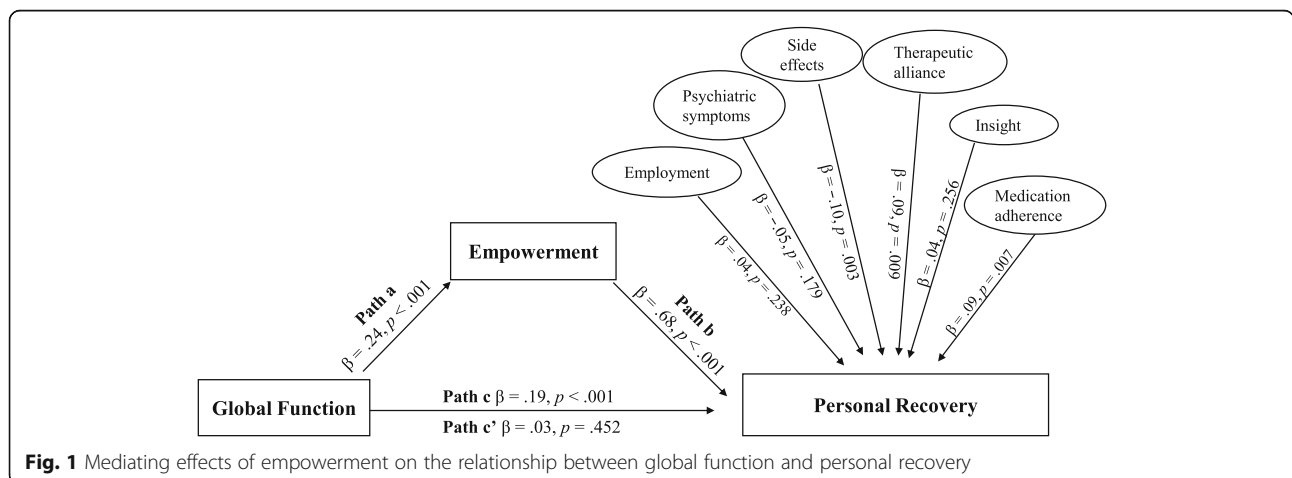 Side
effects
Therapeutic
alliance
Psychiatric
symptoms
Insight
Employment
Medication
adherence
β = .04, p = .238
β = −.05, p = .179
β = −.10, p = .003
β = .09, p = .009
β = .04, p = .256
β = .09, p = .007
Empowerment
Path a
β = .24, p < .001
Path b
β = .68, p < .001
Global Function
Path c β = .19, p < .001
Path c’ β = .03, p = .452
Personal Recovery
Fig. 1 Mediating effects of empowerment on the relationship between global function and personal recovery